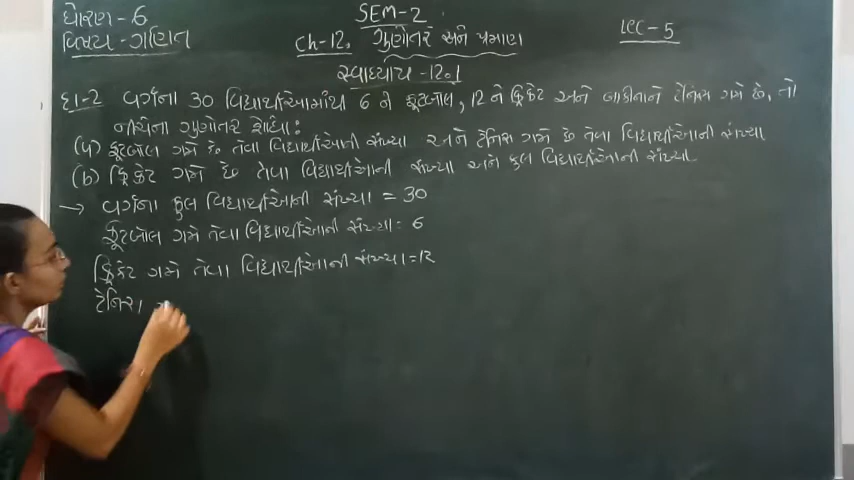 ધોરણ-6
SEM-2
વિષય-ગણિત
Ch-12. ગુણોત્તર અને પ્રમાણ
Lec-5
સ્વાધ્યાય-12.1
દા-2 વર્ગના 30 વિદ્યાર્થીઓમાંથી 6 ને ફૂટબોલ, 12 ને ક્રિકેટ અને બાકીનાને ટેનિસ ગમે છે. તો
નીચેના ગુણોત્તર શોધો:
(a) ફૂટબોલ ગમે છે તેવા વિદ્યાર્થીઓની સંખ્યા અને ટેનિસ ગમે છે તેવા વિદ્યાર્થીઓની સંખ્યા
(b) ક્રિકેટ ગમે છે તેવા વિદ્યાર્થીઓની સંખ્યા અને કુલ વિદ્યાર્થીઓની સંખ્યા
→ વર્ગના કુલ વિદ્યાર્થીઓની સંખ્યા = 30
ફૂટબોલ ગમે તેવા વિદ્યાર્થીઓની સંખ્યા = 6
ક્રિકેટ ગમે તેવા વિદ્યાર્થીઓની સંખ્યા = 12
ટેનિસ